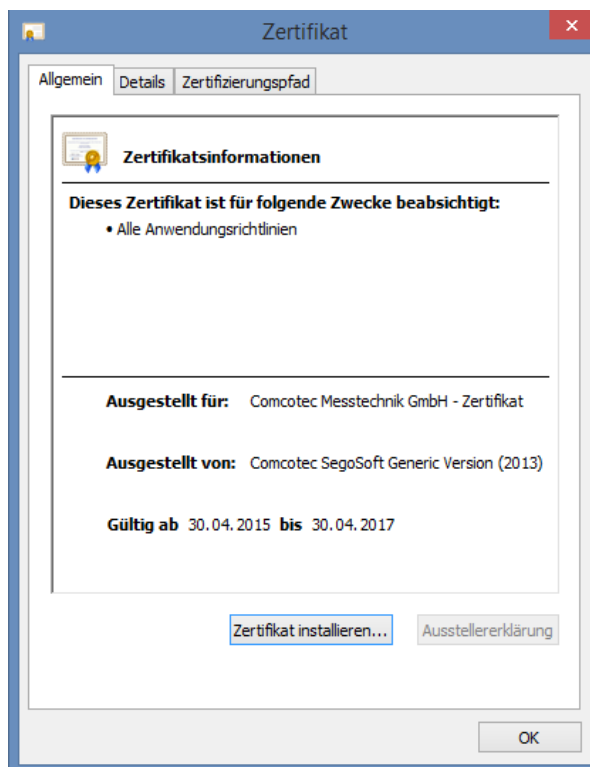 Zertifikat
Allgemein Details Zertifizierungspfad
Zertifikatsinformationen
Dieses Zertifikat ist für folgende Zwecke beabsichtigt:
• Alle Anwendungsrichtlinien
Ausgestellt für: Comcotec Messtechnik GmbH - Zertifikat
Ausgestellt von: Comcotec SegoSoft Generic Version (2013)
Gültig ab 30.04.2015 bis 30.04.2017
Zertifikat installieren... Ausstellererklärung
OK